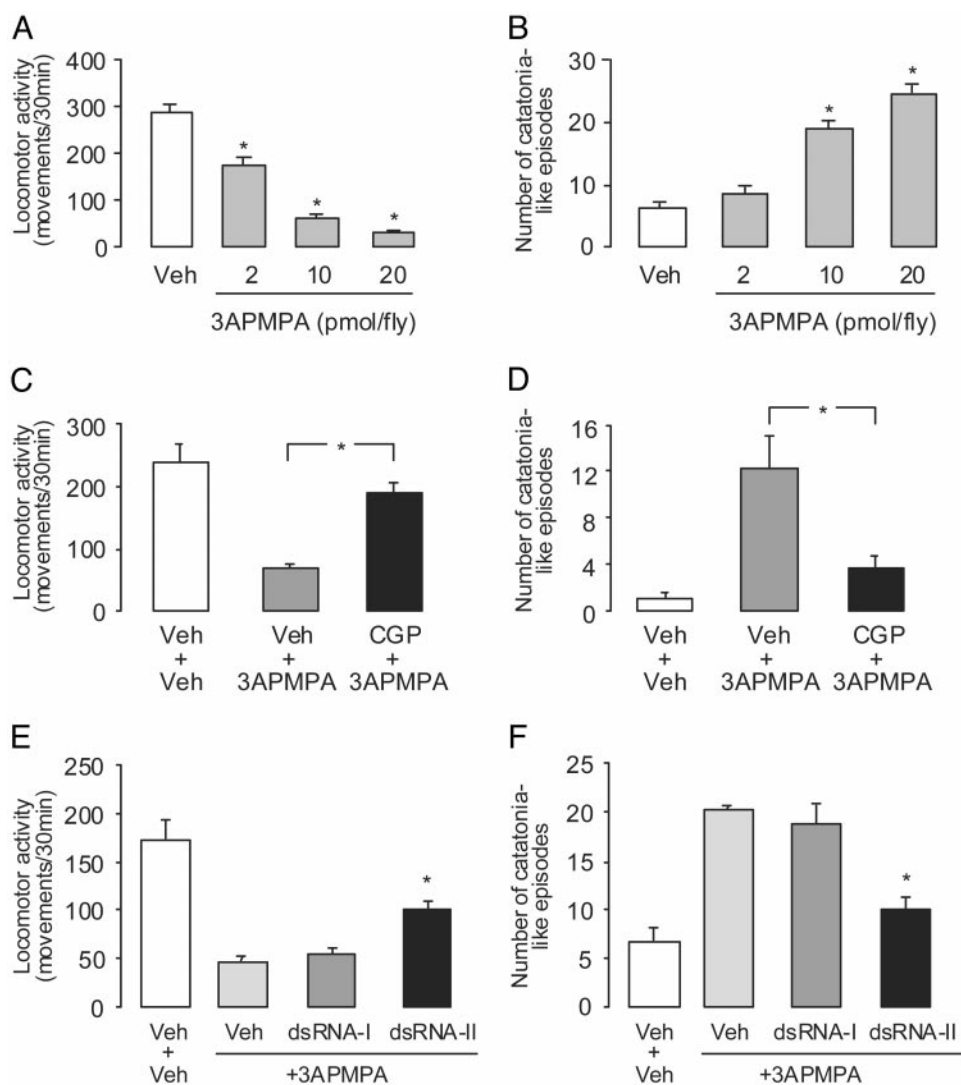 A
Locomotor activity
(movements/30min)
400
300
200
100
0
*
*
*
Veh
2
10
20
3APMPA (pmol/fly)
B
Number of catatonia-
like episodes
30
20
10
0
*
*
Veh
2
10
20
3APMPA (pmol/fly)
C
Locomotor activity
(movements/30min)
300
200
100
0
*
Veh
+
Veh
Veh
+
3APMPA
CGP
+
3APMPA
D
Number of catatonia-
like episodes
16
12
8
4
0
*
Veh
+
Veh
Veh
+
3APMPA
CGP
+
3APMPA
E
Locomotor activity
(movements/30min)
250
200
150
100
50
0
*
Veh
+
Veh
Veh
dsRNA-I
dsRNA-II
+3APMPA
F
Number of catatonia-
like episodes
25
20
15
10
5
0
*
Veh
+
Veh
Veh
dsRNA-I
dsRNA-II
+3APMPA